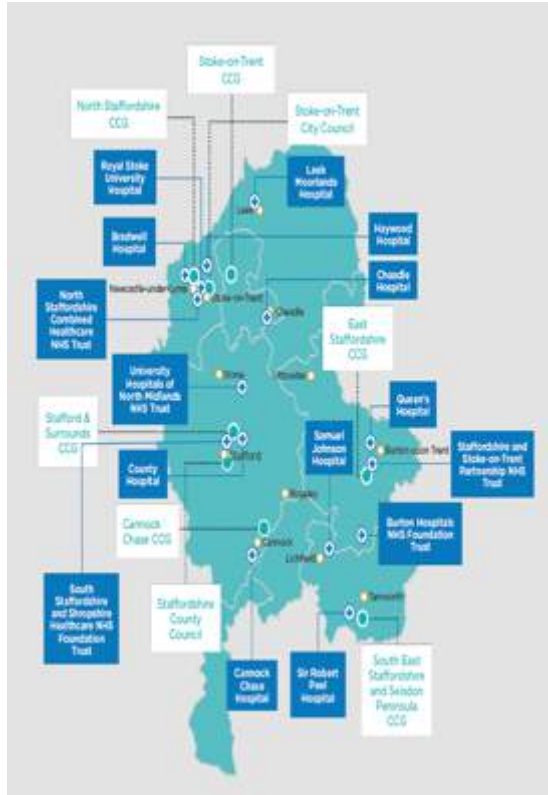 Stoke-on-Trent
CCG
North Staffordshire
CCG
Stoke-on-Trent
City Council
Royal Stoke
University
Hospital
Leek
Moorlands
Hospital
Leek
Bradwell
Hospital
Haywood
Hospital
Cheadle
Hospital
Newcastle-under-Lyme
Stoke-on-Trent
Cheadle
North
Staffordshire
Combined
Healthcare
NHS Trust
East
Staffordshire
CCG
University
Hospitals of
North Midlands
NHS Trust
Stone
Uttoxeter
Queen's
Hospital
Stafford &
Surrounds
CCG
Samuel
Johnson
Hospital
Burton upon Trent
Staffordshire and
Stoke-on-Trent
Partnership NHS
Trust
County
Hospital
Stafford
Rugeley
Cannock
Chase CCG
Cannock
Lichfield
Burton Hospitals
NHS Foundation
Trust
South
Staffordshire
and Shropshire
Healthcare NHS
Foundation
Trust
Staffordshire
County
Council
Tamworth
Cannock
Chase
Hospital
Sir Robert
Peel
Hospital
South East
Staffordshire
and Seisdon
Peninsula
CCG